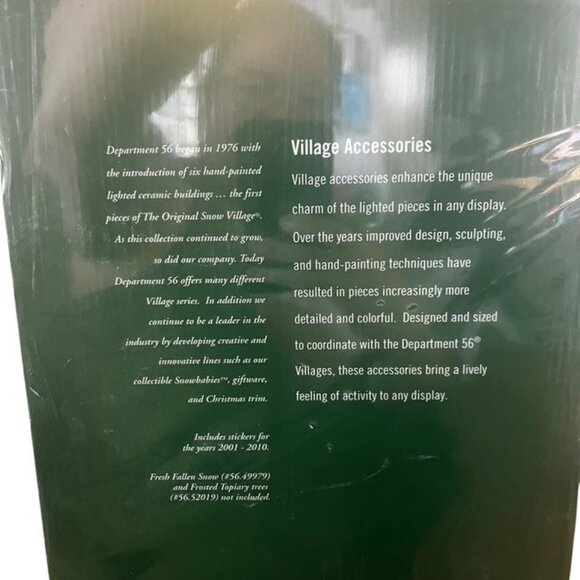 Department 56 began in 1976 with
the introduction of six hand-painted
lighted ceramic buildings ... the first
pieces of The Original Snow Village®.
As this collection continued to grow,
so did our company. Today
Department 56 offers many different
Village series. In addition we
continue to be a leader in the
industry by developing creative and
innovative lines such as our
collectible Snowbabies™, giftware,
and Christmas trim.
Includes stickers for
the years 2001 - 2010.
Fresh Fallen Snow (#56.49979)
and Frosted Topiary trees
(#56.52019) not included.
Village Accessories
Village accessories enhance the unique
charm of the lighted pieces in any display.
Over the years improved design, sculpting,
and hand-painting techniques have
resulted in pieces increasingly more
detailed and colorful. Designed and sized
to coordinate with the Department 56®
Villages, these accessories bring a lively
feeling of activity to any display.